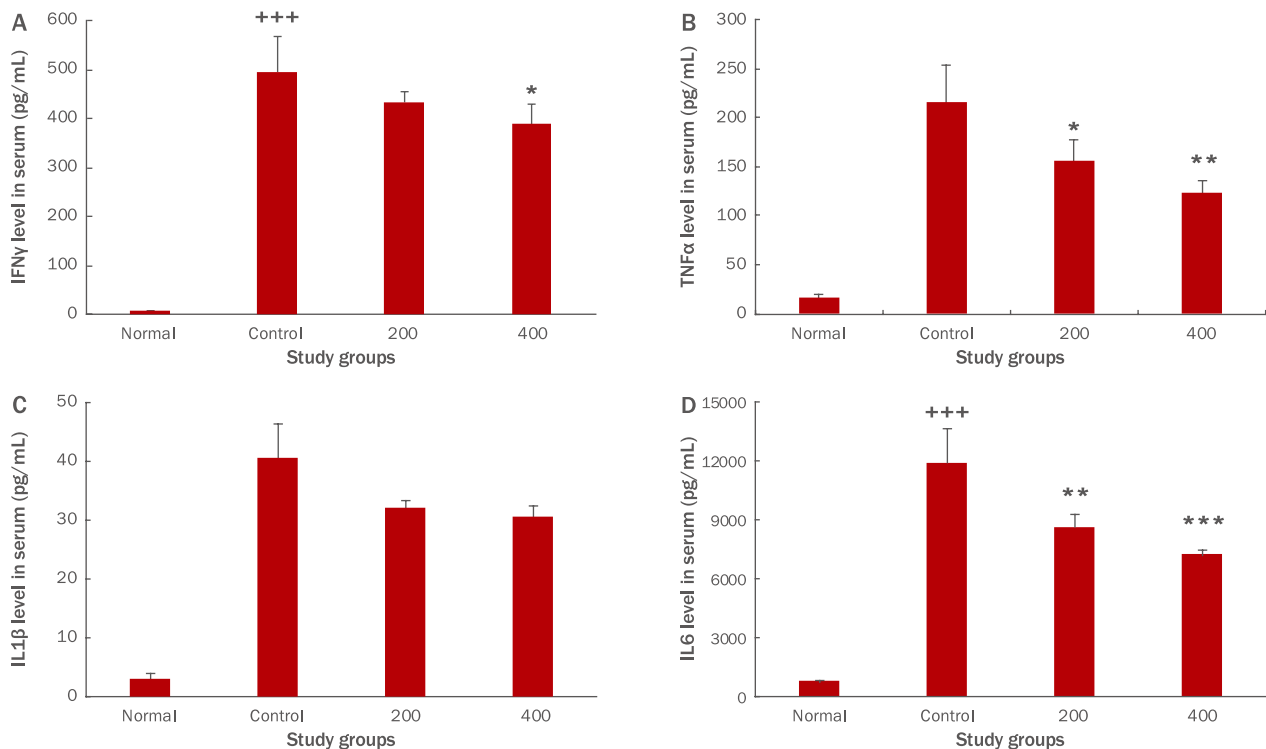 A
IFNγ level in serum (pg/mL)
600
500
400
300
200
100
0
+++
*
Normal Control 200 400
Study groups
B
TNFα level in serum (pg/mL)
300
250
200
150
100
50
0
*
**
Normal Control 200 400
Study groups
C
IL1β level in serum (pg/mL)
50
40
30
20
10
0
Normal Control 200 400
Study groups
D
IL6 level in serum (pg/mL)
15000
12000
9000
6000
3000
0
+++
**
***
Normal Control 200 400
Study groups